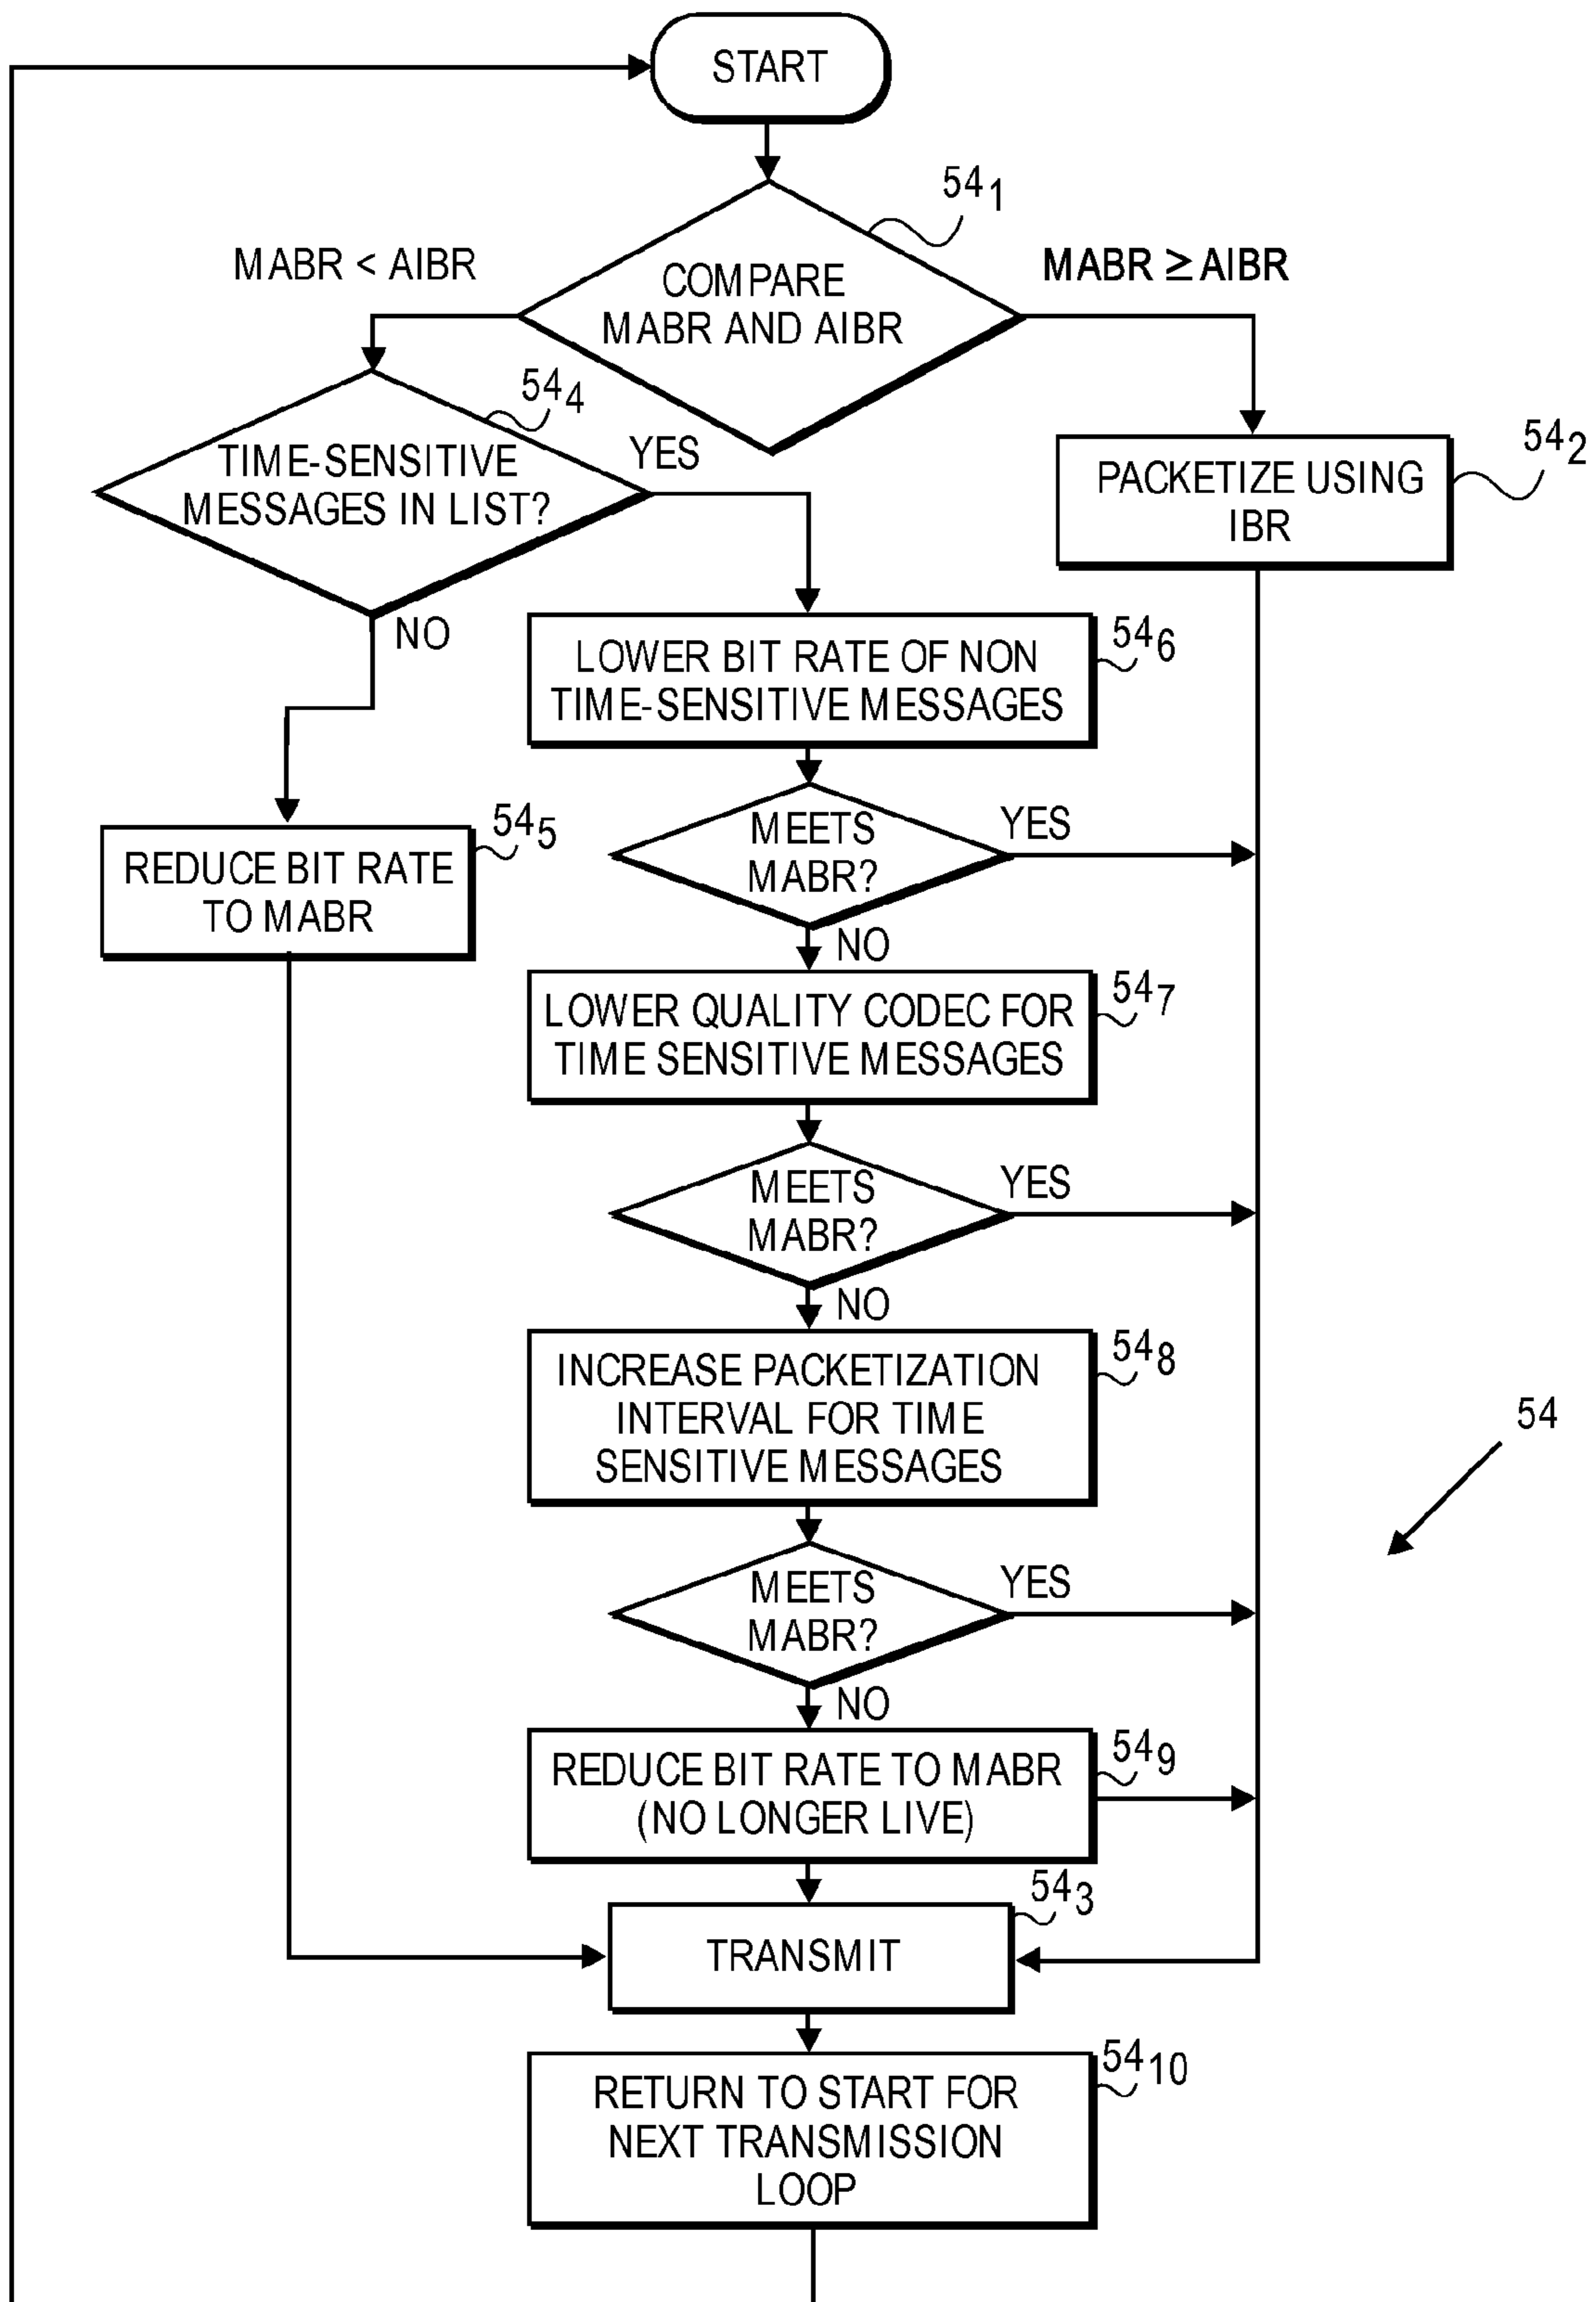 START
54₁
MABR < AIBR
MABR ≥ AIBR
COMPARE
MABR AND AIBR
54₄
TIME-SENSITIVE
MESSAGES IN LIST?
YES
54₂
PACKETIZE USING
IBR
NO
54₆
LOWER BIT RATE OF NON
TIME-SENSITIVE MESSAGES
54₅
REDUCE BIT RATE
TO MABR
MEETS
MABR?
YES
NO
54₇
LOWER QUALITY CODEC FOR
TIME SENSITIVE MESSAGES
MEETS
MABR?
YES
NO
54₈
INCREASE PACKETIZATION
INTERVAL FOR TIME
SENSITIVE MESSAGES
54
MEETS
MABR?
YES
NO
54₉
REDUCE BIT RATE TO MABR
(NO LONGER LIVE)
54₃
TRANSMIT
54₁₀
RETURN TO START FOR
NEXT TRANSMISSION
LOOP